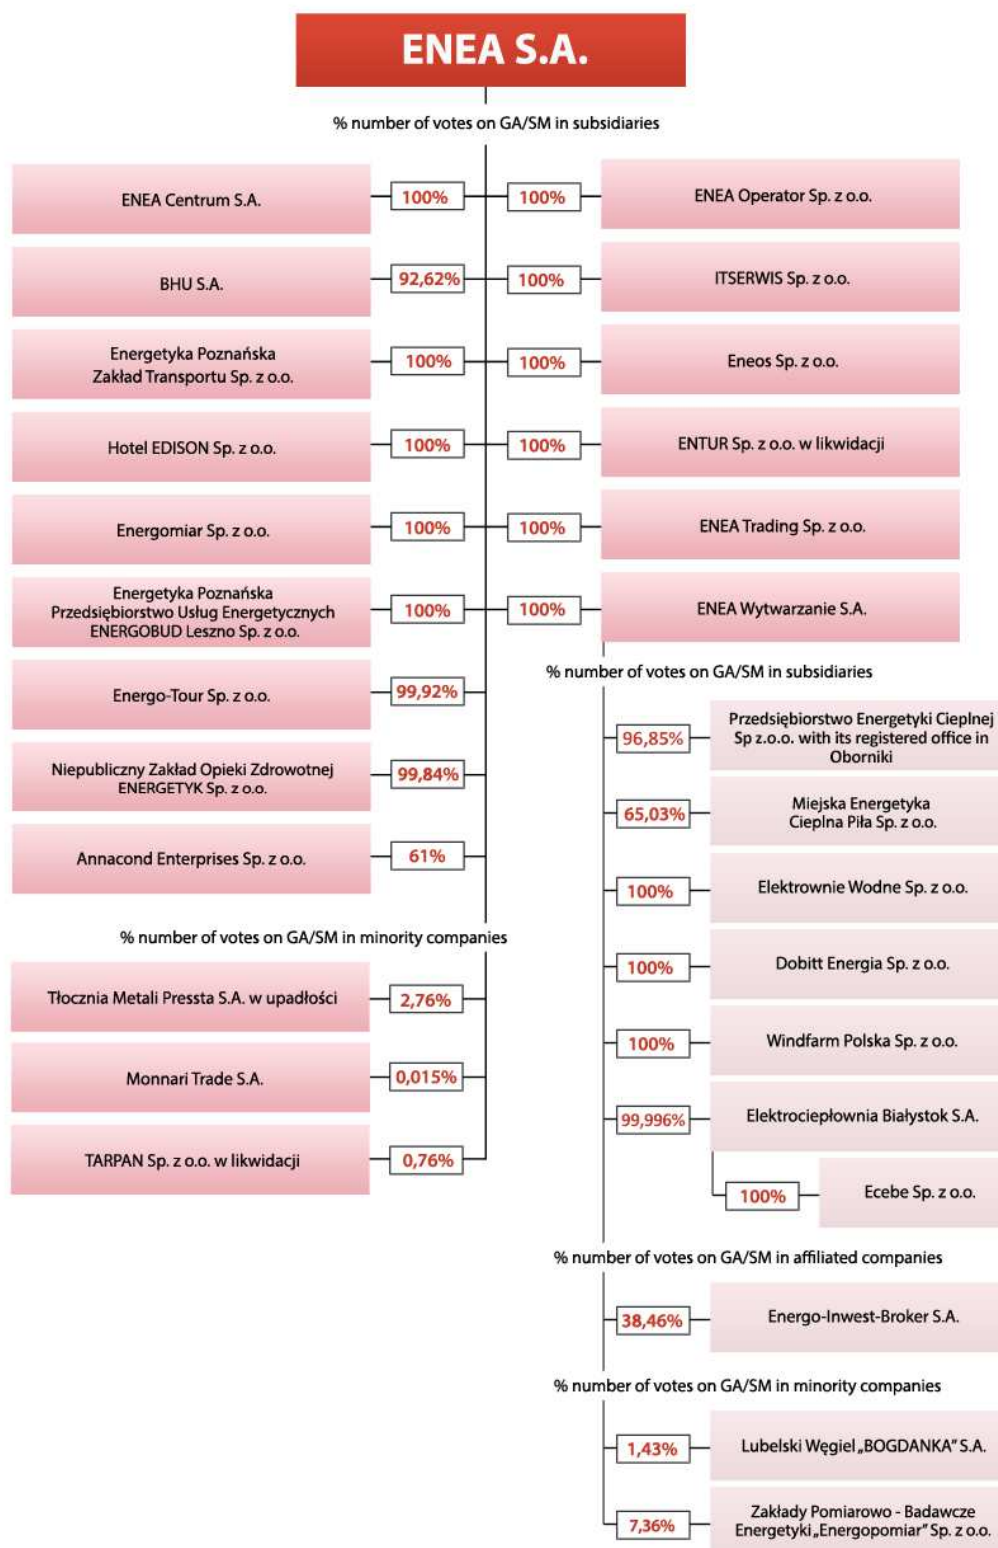 ENEA S.A.
% number of votes on GA/SM in subsidiaries
ENEA Centrum S.A.
100%
100%
ENEA Operator Sp. z o.o.
BHU S.A.
92,62%
100%
ITSERWIS Sp. z o.o.
Energetyka Poznańska
Zakład Transportu Sp. z o.o.
100%
100%
Eneos Sp. z o.o.
Hotel EDISON Sp. z o.o.
100%
100%
ENTUR Sp. z o.o. w likwidacji
Energomiar Sp. z o.o.
100%
100%
ENEA Trading Sp. z o.o.
Energetyka Poznańska
Przedsiębiorstwo Usług Energetycznych
ENERGOBUD Leszno Sp. z o.o.
100%
100%
ENEA Wytwarzanie S.A.
Energo-Tour Sp. z o.o.
99,92%
Niepubliczny Zakład Opieki Zdrowotnej
ENERGETYK Sp. z o.o.
99,84%
Annacond Enterprises Sp. z o.o.
61%
% number of votes on GA/SM in minority companies
Tłocznia Metali Pressta S.A. w upadłości
2,76%
Monnari Trade S.A.
0,015%
TARPAN Sp. z o.o. w likwidacji
0,76%
% number of votes on GA/SM in subsidiaries
96,85%
Przedsiębiorstwo Energetyki Cieplnej
Sp z.o.o. with its registered office in
Oborniki
65,03%
Miejska Energetyka
Cieplna Piła Sp. z o.o.
100%
Elektrownie Wodne Sp. z o.o.
100%
Dobitt Energia Sp. z o.o.
100%
Windfarm Polska Sp. z o.o.
99,996%
Elektrociepłownia Białystok S.A.
100%
Ecebe Sp. z o.o.
% number of votes on GA/SM in affiliated companies
38,46%
Energo-Inwest-Broker S.A.
% number of votes on GA/SM in minority companies
1,43%
Lubelski Węgiel „BOGDANKA” S.A.
7,36%
Zakłady Pomiarowo - Badawcze
Energetyki „Energopomiar” Sp. z o.o.